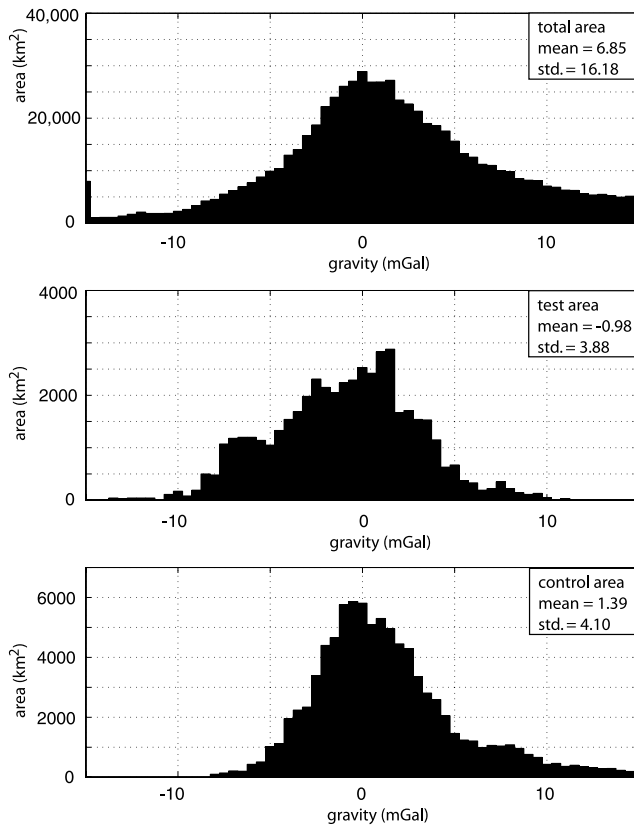 40,000
20,000
0
area (km²)
-10
0
10
gravity (mGal)
total area
mean = 6.85
std. = 16.18
4000
2000
0
area (km²)
-10
0
10
gravity (mGal)
test area
mean = -0.98
std. = 3.88
6000
4000
2000
0
area (km²)
-10
0
10
gravity (mGal)
control area
mean = 1.39
std. = 4.10